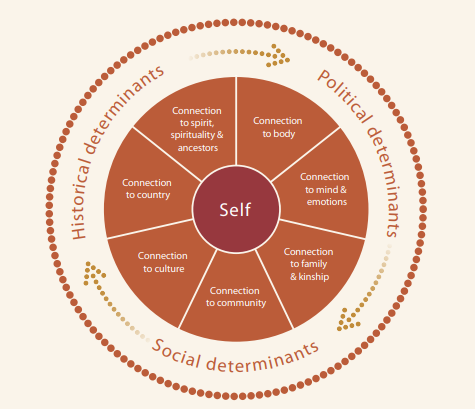 Historical determinants
Political determinants
Social determinants
Connection
to spirit,
spirituality &
ancestors
Connection
to body
Connection
to mind &
emotions
Connection
to family
& kinship
Connection
to community
Connection
to culture
Connection
to country
Self